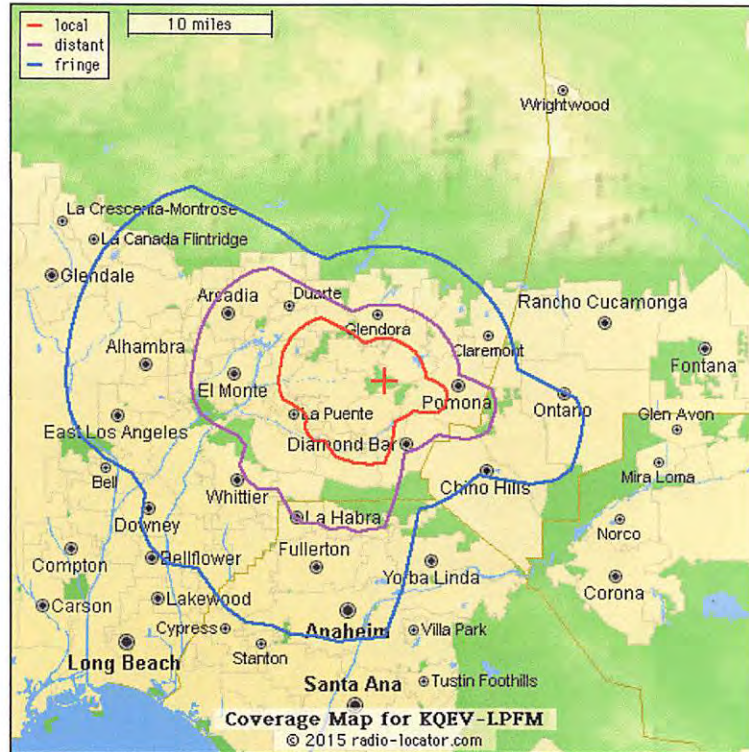 local
distant
fringe
10 miles
Wrightwood
La Crescenta-Montrose
La Canada Flintridge
Glendale
Arcadia
Duarte
Glendora
Rancho Cucamonga
Claremont
Alhambra
Fontana
El Monte
Pomona
Ontario
La Puente
East Los Angeles
Glen Avon
Diamond Bar
Bell
Whittier
Chino Hills
Mira Loma
Downey
La Habra
Norco
Compton
Bellflower
Fullerton
Yorba Linda
Corona
Carson
Lakewood
Anaheim
Cypress
Villa Park
Long Beach
Stanton
Santa Ana
Tustin Foothills
Coverage Map for KQEV-LPFM
© 2015 radio-locator.com